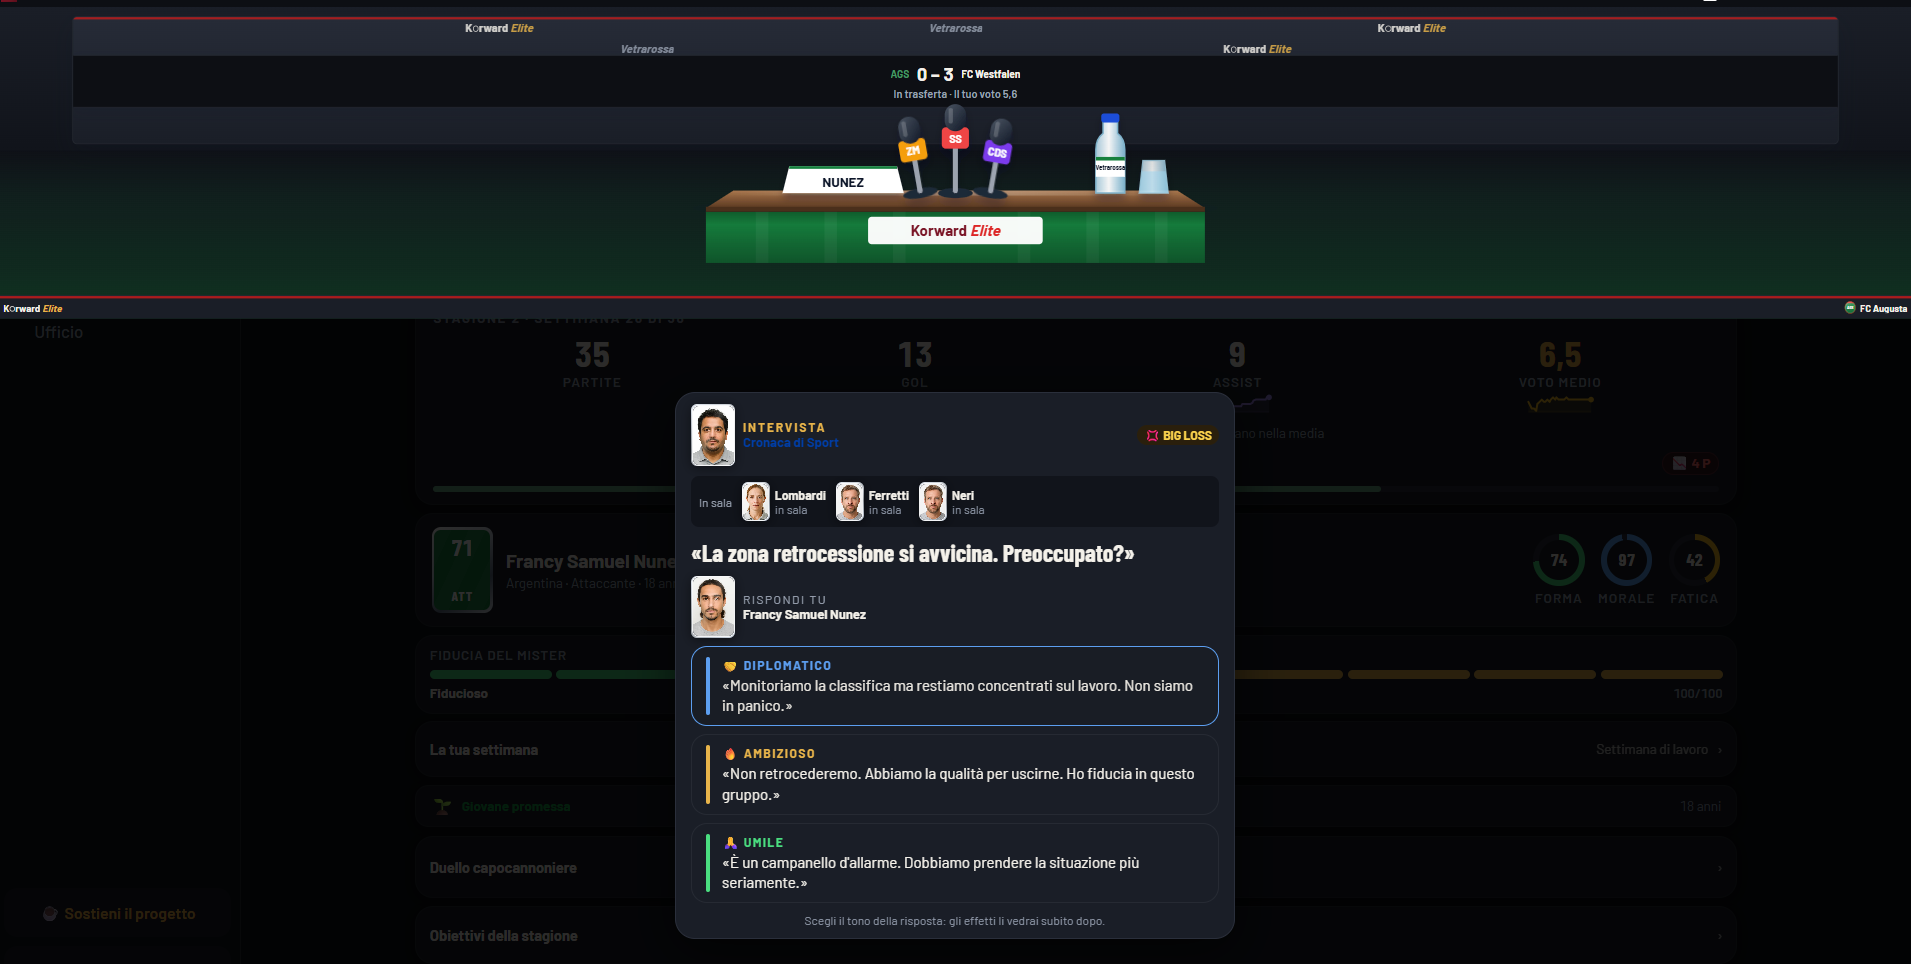 Korward Elite
Vetrarossa
Korward Elite
Vetrarossa
Korward Elite
AGS 0 – 3 FC Westfalen
In trasferta · Il tuo voto 5,6
ZM
SS
CDS
Vetrarossa
NUNEZ
Korward Elite
Korward Elite
FC Augusta
Ufficio
35
PARTITE
13
GOL
9
ASSIST
6,5
VOTO MEDIO
ano nella media
4 P
INTERVISTA
Cronaca di Sport
BIG LOSS
In sala
Lombardi
in sala
Ferretti
in sala
Neri
in sala
«La zona retrocessione si avvicina. Preoccupato?»
RISPONDI TU
Francy Samuel Nunez
DIPLOMATICO
«Monitoriamo la classifica ma restiamo concentrati sul lavoro. Non siamo
in panico.»
AMBIZIOSO
«Non retrocederemo. Abbiamo la qualità per uscirne. Ho fiducia in questo
gruppo.»
UMILE
«È un campanello d'allarme. Dobbiamo prendere la situazione più
seriamente.»
Scegli il tono della risposta: gli effetti li vedrai subito dopo.
71
ATT
Francy Samuel Nune
Argentina · Attaccante · 18 an
74
FORMA
97
MORALE
42
FATICA
FIDUCIA DEL MISTER
Fiducioso
100/100
La tua settimana
Settimana di lavoro ›
Giovane promessa
18 anni
Duello capocannoniere ›
Obiettivi della stagione ›
Sostieni il progetto